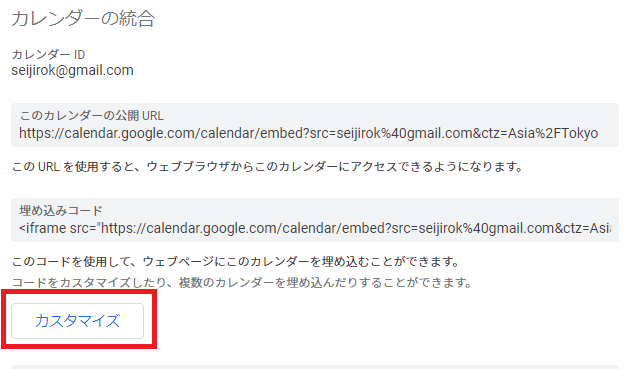 カレンダーの統合
カレンダー ID
seijirok@gmail.com
このカレンダーの公開 URL
https://calendar.google.com/calendar/embed?src=seijirok%40gmail.com&ctz=Asia%2FTokyo
この URL を使用すると、ウェブブラウザからこのカレンダーにアクセスできるようになります。
埋め込みコード
<iframe src="https://calendar.google.com/calendar/embed?src=seijirok%40gmail.com&ctz=Asia
このコードを使用して、ウェブページにこのカレンダーを埋め込むことができます。
コードをカスタマイズしたり、複数のカレンダーを埋め込んだりすることができます。
カスタマイズ